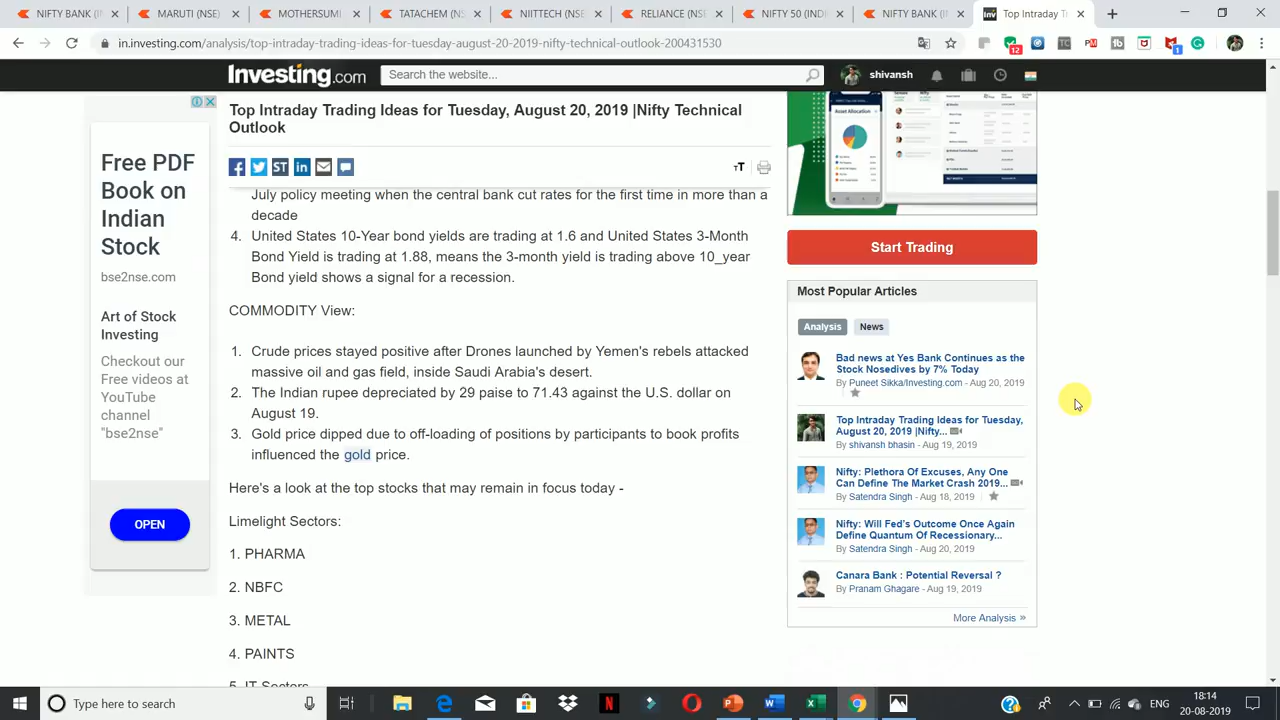 NIFTY BANK (IN
MARUTI (NSE)
UNICONSUMI
TATACHEM (NS
NIITTECH (NSE
RELIANCE (NSE
NIFTY 50 (INDI
NIFTY BANK (IN
Top Intraday T
in.investing.com/analysis/top-intraday-trading-ideas-for-tuesday-august-20-2019-nifty-technical-outlook-200431530
12
1
Investing.com
Search the website...
shivansh
Top Intraday Trading Ideas for Tuesday, August 20, 2019 |Nifty Technical
Outlook
TT
July policy meeting when the central bank cut rates for the first time in more than a
decade
4. United States 10-Year bond yields are trading at 1.6 and United States 3-Month
Bond Yield is trading at 1.88, means the 3-month yield is trading above 10_year
Bond yield shows a signal for a recession.
COMMODITY View:
1. Crude prices stayed positive after Drones launched by Yemen's rebels attacked
massive oil and gas field, inside Saudi Arabia's desert.
2. The Indian rupee depreciated by 29 paise to 71.43 against the U.S. dollar on
August 19.
3. Gold price dipped due to off-loading of positions by participants to book profits
influenced the gold price.
Here's a look at the top stocks that may remain in focus today -
Limelight Sectors:
1. PHARMA
2. NBFC
3. METAL
4. PAINTS
5. IT Sectors
Free PDF
Book on
Indian
Stock
bse2nse.com
Art of Stock
Investing
Checkout our
Free videos at
YouTube
channel
"bse2nse"
OPEN
Asset Allocation
Start Trading
Most Popular Articles
Analysis
News
Bad news at Yes Bank Continues as the
Stock Nosedives by 7% Today
By Puneet Sikka/Investing.com - Aug 20, 2019
Top Intraday Trading Ideas for Tuesday,
August 20, 2019 |Nifty...
By shivansh bhasin - Aug 19, 2019
Nifty: Plethora Of Excuses, Any One
Can Define The Market Crash 2019...
By Satendra Singh - Aug 18, 2019
Nifty: Will Fed's Outcome Once Again
Define Quantum Of Recessionary...
By Satendra Singh - Aug 20, 2019
Canara Bank : Potential Reversal ?
By Pranam Ghagare - Aug 19, 2019
More Analysis »
Type here to search
ENG
18:14
20-08-2019